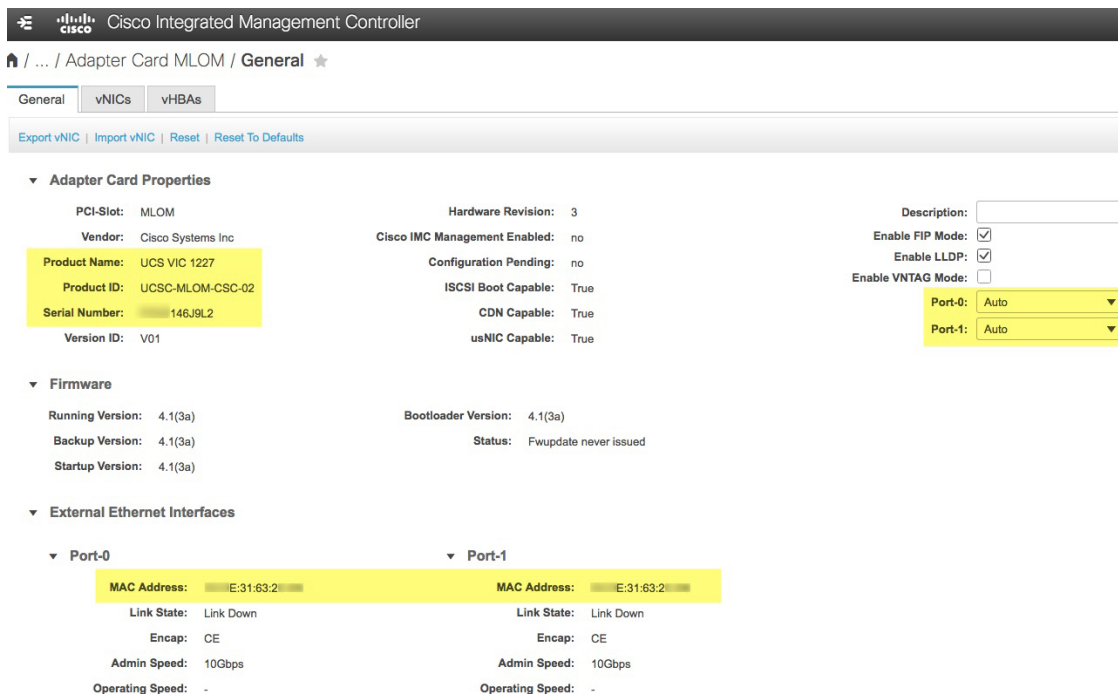 cisco Cisco Integrated Management Controller
/ ... / Adapter Card MLOM / General
General vNICs vHBAs
Export vNIC | Import vNIC | Reset | Reset To Defaults
Adapter Card Properties
PCI-Slot: MLOM Hardware Revision: 3 Description:
Vendor: Cisco Systems Inc Cisco IMC Management Enabled: no Enable FIP Mode:
Product Name: UCS VIC 1227 Configuration Pending: no Enable LLDP:
Product ID: UCSC-MLOM-CSC-02 ISCSI Boot Capable: True Enable VNTAG Mode:
Serial Number: 146J9L2 CDN Capable: True Port-0: Auto
Version ID: V01 usNIC Capable: True Port-1: Auto
Firmware
Running Version: 4.1(3a) Bootloader Version: 4.1(3a)
Backup Version: 4.1(3a) Status: Fwupdate never issued
Startup Version: 4.1(3a)
External Ethernet Interfaces
Port-0 Port-1
MAC Address: E:31:63:2 MAC Address: E:31:63:2
Link State: Link Down Link State: Link Down
Encap: CE Encap: CE
Admin Speed: 10Gbps Admin Speed: 10Gbps
Operating Speed: - Operating Speed: -